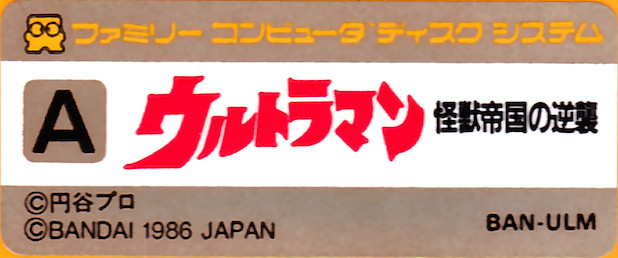 ファミリー コンピュータ ディスク システム
A
ウルトラマン 怪獣帝国の逆襲
©円谷プロ
©BANDAI 1986 JAPAN
BAN-ULM